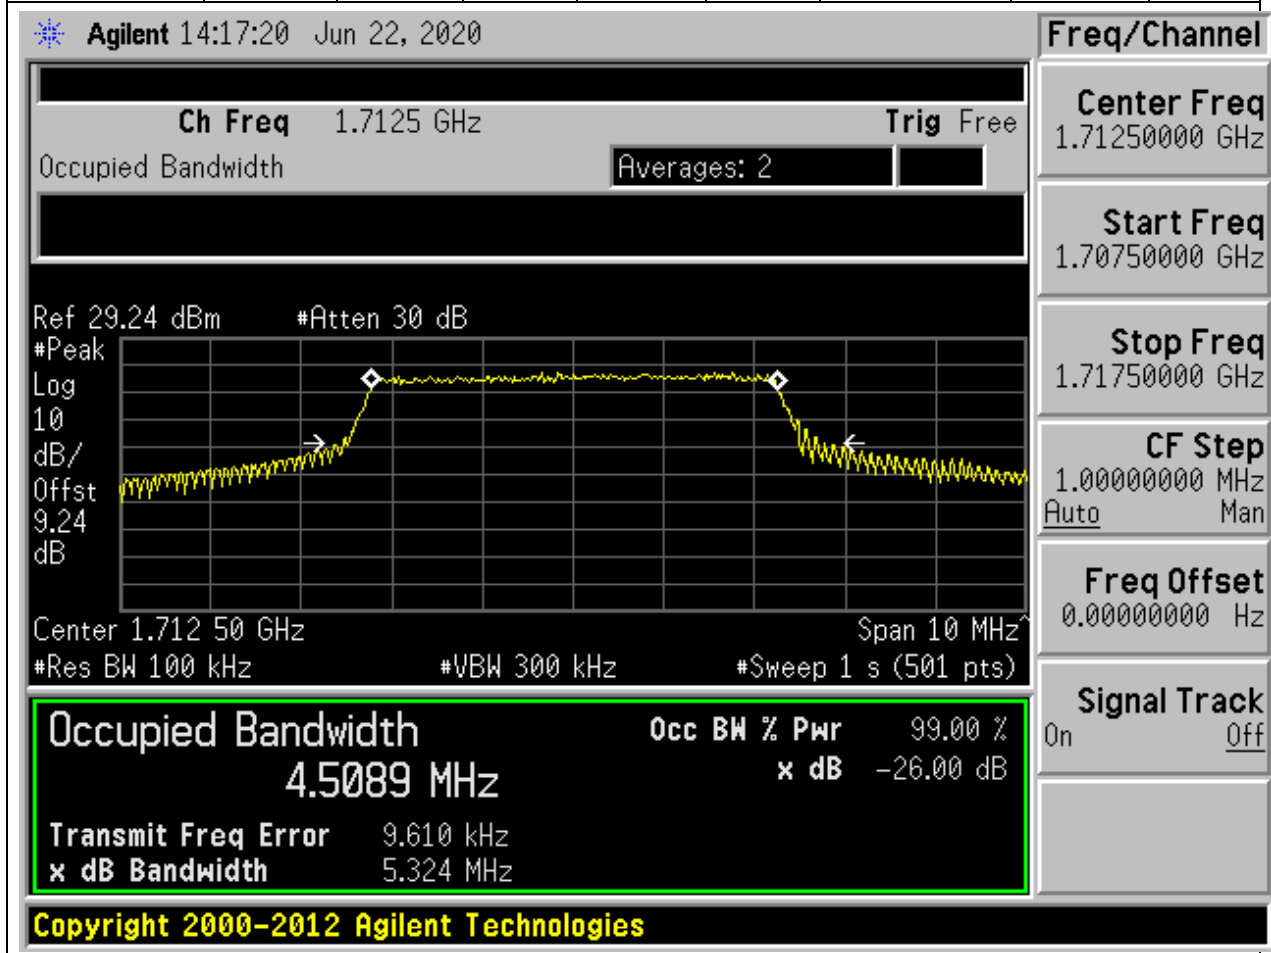 Agilent 14:17:20 Jun 22, 2020
Freq/Channel
Ch Freq 1.7125 GHz Trig Free
Occupied Bandwidth Averages: 2
Center Freq
1.71250000 GHz
Start Freq
1.70750000 GHz
Stop Freq
1.71750000 GHz
CF Step
1.00000000 MHz
Auto Man
Freq Offset
0.00000000 Hz
Signal Track
On Off
Ref 29.24 dBm #Atten 30 dB
#Peak
Log
10
dB/
Offst
9.24
dB
Center 1.712 50 GHz Span 10 MHz^
#Res BW 100 kHz #VBW 300 kHz #Sweep 1 s (501 pts)
Occupied Bandwidth Occ BW % Pwr 99.00 %
4.5089 MHz x dB -26.00 dB
Transmit Freq Error 9.610 kHz
x dB Bandwidth 5.324 MHz
Copyright 2000-2012 Agilent Technologies